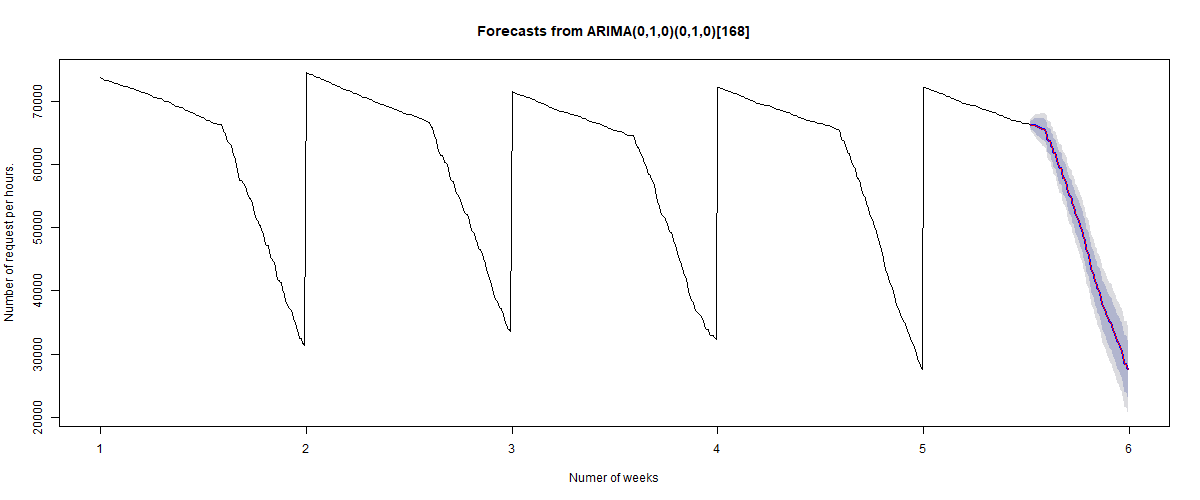 Forecasts from ARIMA(0,1,0)(0,1,0)[168]
Number of request per hours.
70000
60000
50000
40000
30000
20000
1 2 3 4 5 6
Numer of weeks